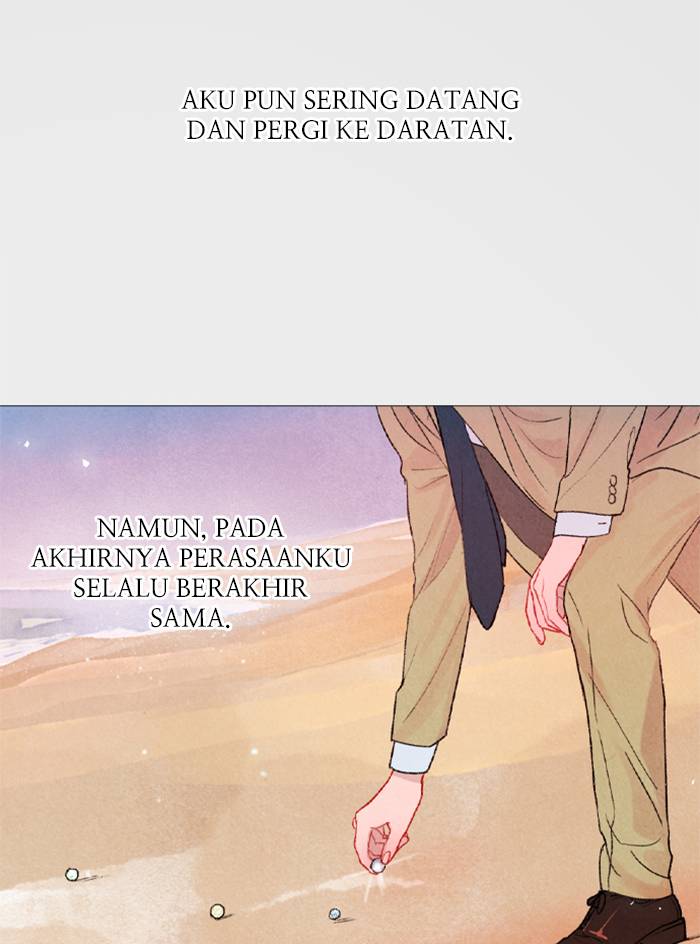 AKU PUN SERING DATANG
DAN PERGI KE DARATAN.
NAMUN, PADA
AKHIRNYA PERASAANKU
SELALU BERAKHIR
SAMA.